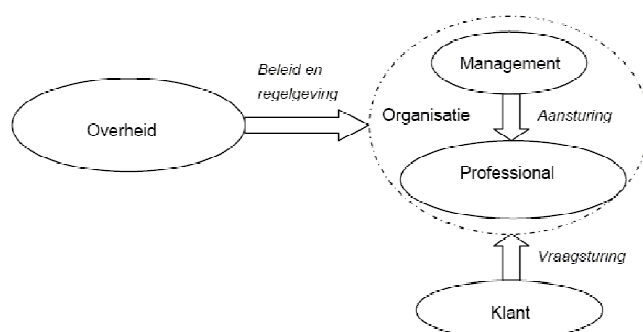 Beleid en
regelgeving
Overheid
Management
Organisatie
Aansturing
Professional
Vraagsturing
Klant